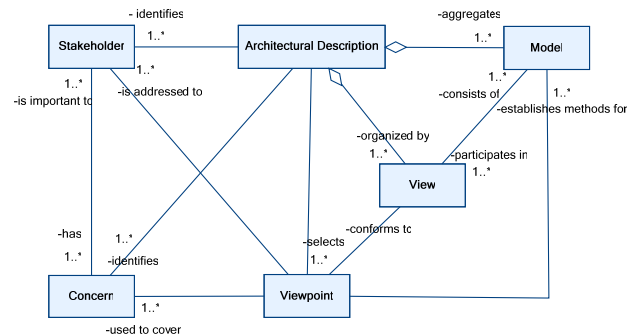 - identifies
-aggregates
1..*
1..*
Stakeholder
Architectural Description
Model
1..*
1..*
1..*
-is important to
-is addressed to
-consists of
1..*
-establishes methods for
-organized by
1..*
-participates in
1..*
View
-has
1..*
-conforms to
-selects
1..*
-identifies
1..*
Concern
Viewpoint
1..*
-used to cover